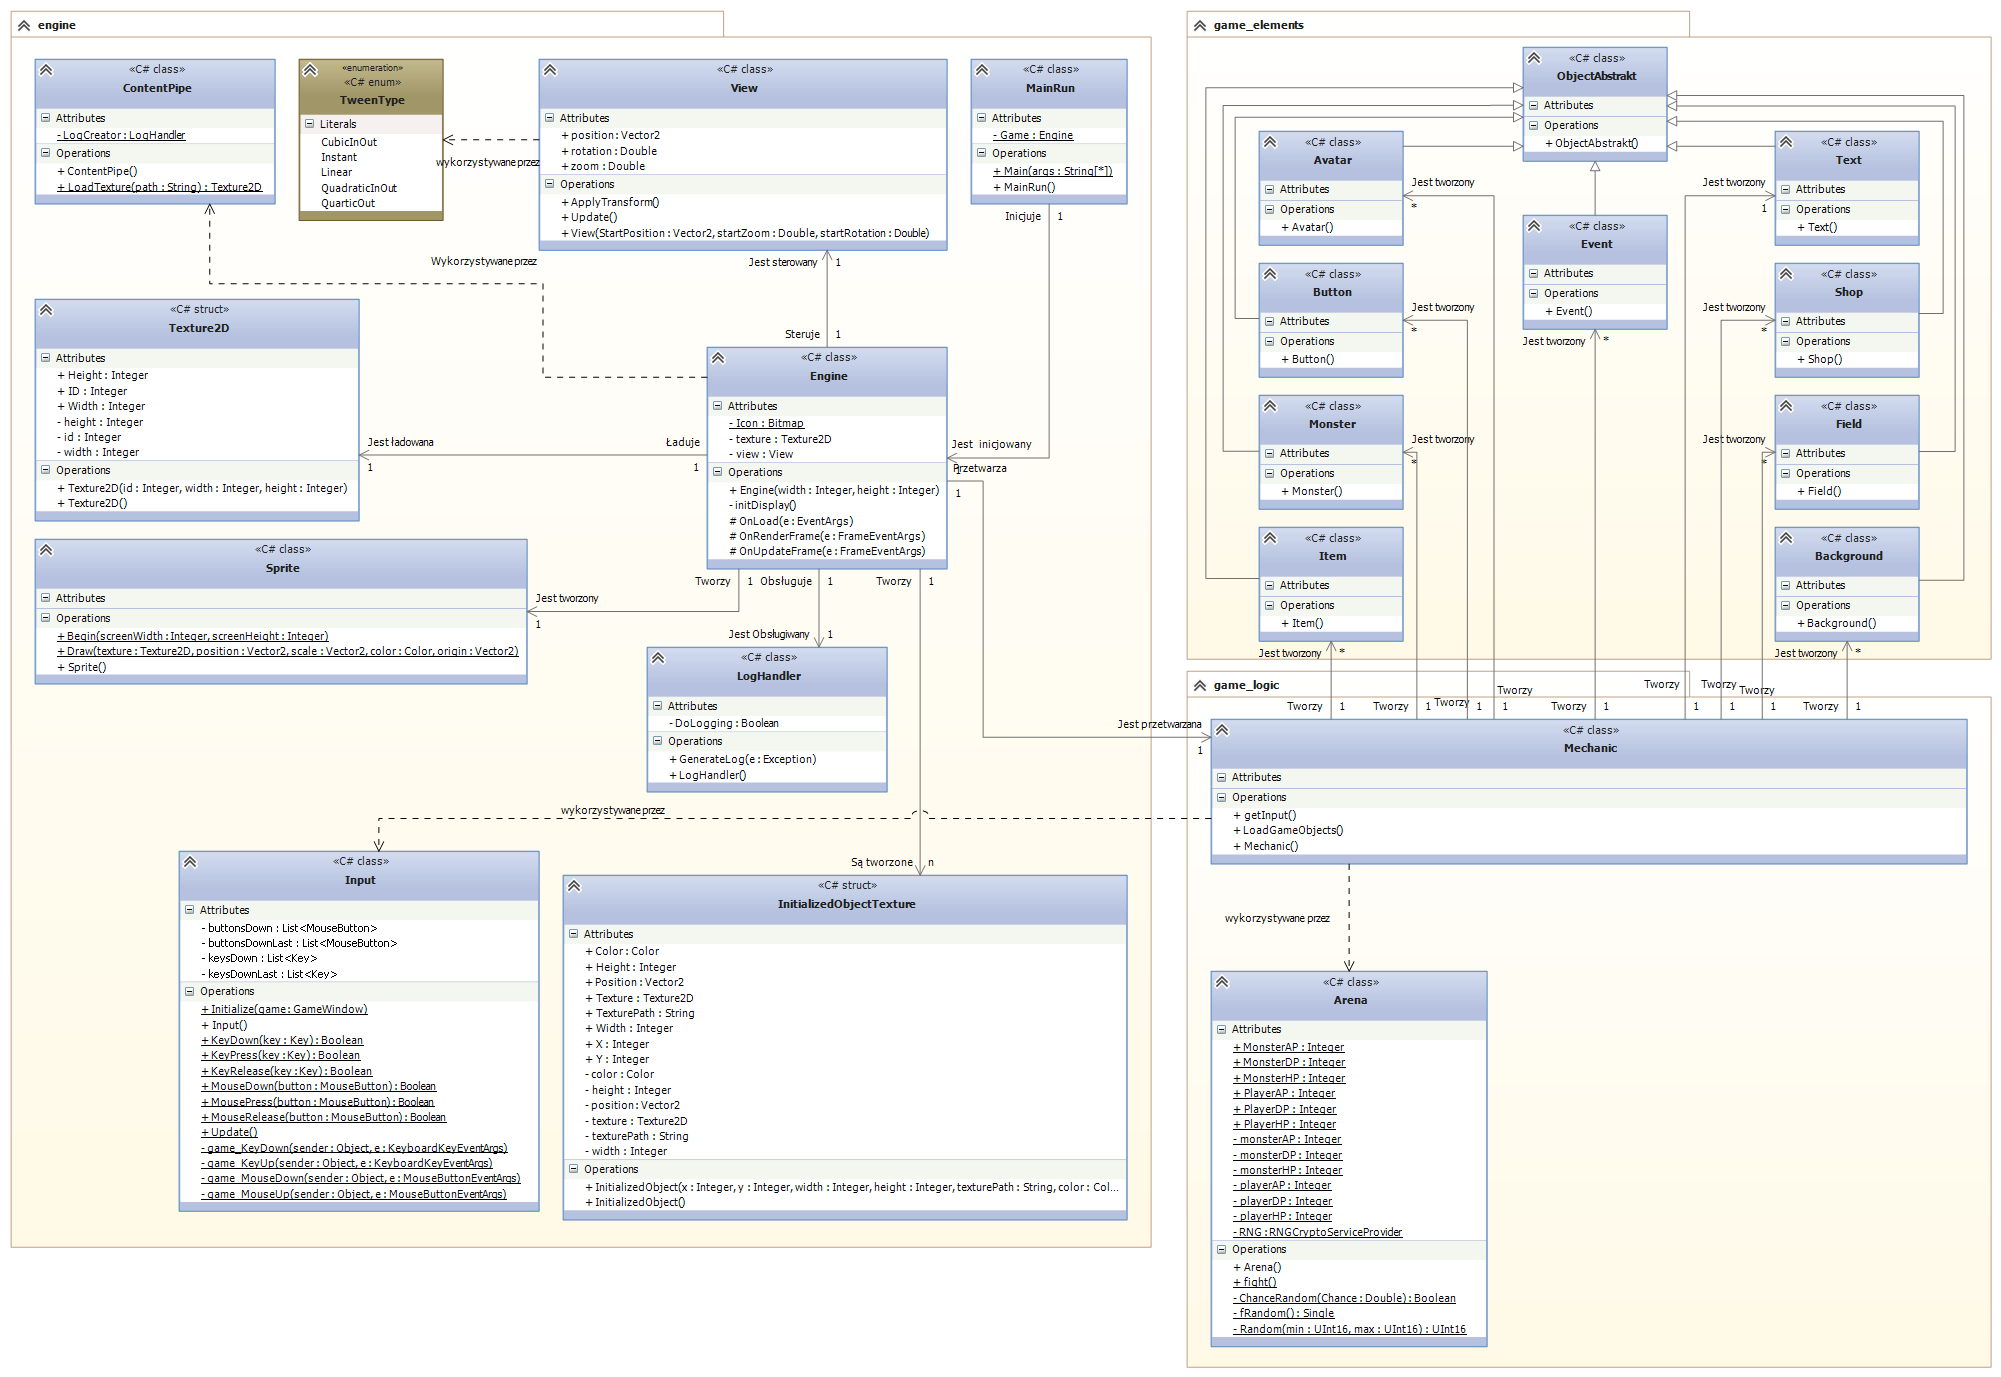 engine
«C# class»
ContentPipe
Attributes
- LogCreator : LogHandler
Operations
+ ContentPipe()
+ LoadTexture(path : String) : Texture2D
«enumeration»
«C# enum»
TweenType
Literals
CubicInOut
Instant
Linear
QuadraticInOut
QuarticOut
wykorzystywane przez
«C# class»
View
Attributes
+ position : Vector2
+ rotation : Double
+ zoom : Double
Operations
+ ApplyTransform()
+ Update()
+ View(StartPosition : Vector2, startZoom : Double, startRotation : Double)
«C# class»
MainRun
Attributes
- Game : Engine
Operations
+ Main(args : String[*])
+ MainRun()
Inicjuje 1
Wykorzystywane przez
Jest sterowany 1
Steruje 1
«C# struct»
Texture2D
Attributes
+ Height : Integer
+ ID : Integer
+ Width : Integer
- height : Integer
- id : Integer
- width : Integer
Operations
+ Texture2D(id : Integer, width : Integer, height : Integer)
+ Texture2D()
Jest ładowana
1
Ładuje
1
«C# class»
Engine
Attributes
- Icon : Bitmap
- texture : Texture2D
- view : View
Operations
+ Engine(width : Integer, height : Integer)
- initDisplay()
# OnLoad(e : EventArgs)
# OnRenderFrame(e : FrameEventArgs)
# OnUpdateFrame(e : FrameEventArgs)
Jest inicjowany
1
Przetwarza
1
Tworzy 1
Obsługuje 1
Tworzy 1
«C# class»
Sprite
Attributes
Operations
+ Begin(screenWidth : Integer, screenHeight : Integer)
+ Draw(texture : Texture2D, position : Vector2, scale : Vector2, color : Color, origin : Vector2)
+ Sprite()
Jest tworzony
1
Jest Obsługiwany 1
«C# class»
LogHandler
Attributes
- DoLogging : Boolean
Operations
+ GenerateLog(e : Exception)
+ LogHandler()
wykorzystywane przez
Są tworzone n
«C# class»
Input
Attributes
- buttonsDown : List<MouseButton>
- buttonsDownLast : List<MouseButton>
- keysDown : List<Key>
- keysDownLast : List<Key>
Operations
+ Initialize(game : GameWindow)
+ Input()
+ KeyDown(key : Key) : Boolean
+ KeyPress(key : Key) : Boolean
+ KeyRelease(key : Key) : Boolean
+ MouseDown(button : MouseButton) : Boolean
+ MousePress(button : MouseButton) : Boolean
+ MouseRelease(button : MouseButton) : Boolean
+ Update()
- game_KeyDown(sender : Object, e : KeyboardKeyEventArgs)
- game_KeyUp(sender : Object, e : KeyboardKeyEventArgs)
- game_MouseDown(sender : Object, e : MouseButtonEventArgs)
- game_MouseUp(sender : Object, e : MouseButtonEventArgs)
«C# struct»
InitializedObjectTexture
Attributes
+ Color : Color
+ Height : Integer
+ Position : Vector2
+ Texture : Texture2D
+ TexturePath : String
+ Width : Integer
+ X : Integer
+ Y : Integer
- color : Color
- height : Integer
- position : Vector2
- texture : Texture2D
- texturePath : String
- width : Integer
Operations
+ InitializedObject(x : Integer, y : Integer, width : Integer, height : Integer, texturePath : String, color : Col...
+ InitializedObject()
game_elements
«C# class»
ObjectAbstrakt
Attributes
Operations
+ ObjectAbstrakt()
«C# class»
Avatar
Attributes
Operations
+ Avatar()
Jest tworzony
*
«C# class»
Text
Attributes
Operations
+ Text()
Jest tworzony
1
«C# class»
Event
Attributes
Operations
+ Event()
Jest tworzony *
«C# class»
Button
Attributes
Operations
+ Button()
Jest tworzony
*
«C# class»
Shop
Attributes
Operations
+ Shop()
Jest tworzony
*
«C# class»
Monster
Attributes
Operations
+ Monster()
Jest tworzony
*
«C# class»
Field
Attributes
Operations
+ Field()
Jest tworzony
*
«C# class»
Item
Attributes
Operations
+ Item()
Jest tworzony *
«C# class»
Background
Attributes
Operations
+ Background()
Jest tworzony *
game_logic
Tworzy 1
Tworzy 1
Tworzy 1
Tworzy 1
Tworzy 1
Tworzy 1
Tworzy 1
Tworzy 1
Tworzy 1
Jest przetwarzana
1
«C# class»
Mechanic
Attributes
Operations
+ getInput()
+ LoadGameObjects()
+ Mechanic()
wykorzystywane przez
«C# class»
Arena
Attributes
+ MonsterAP : Integer
+ MonsterDP : Integer
+ MonsterHP : Integer
+ PlayerAP : Integer
+ PlayerDP : Integer
+ PlayerHP : Integer
- monsterAP : Integer
- monsterDP : Integer
- monsterHP : Integer
- playerAP : Integer
- playerDP : Integer
- playerHP : Integer
- RNG : RNGCryptoServiceProvider
Operations
+ Arena()
+ fight()
- ChanceRandom(Chance : Double) : Boolean
- fRandom() : Single
- Random(min : UInt16, max : UInt16) : UInt16